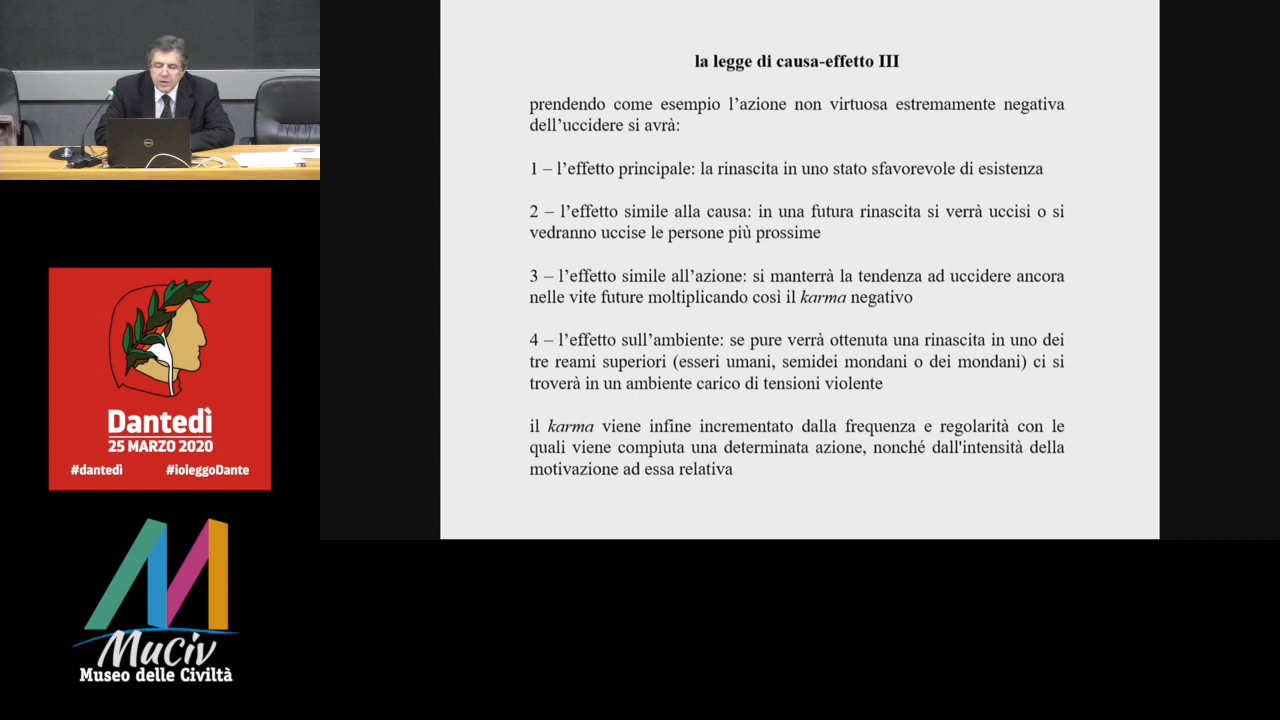 la legge di causa-effetto III
prendendo come esempio l’azione non virtuosa estremamente negativa
dell’uccidere si avrà:
1 – l’effetto principale: la rinascita in uno stato sfavorevole di esistenza
2 – l’effetto simile alla causa: in una futura rinascita si verrà uccisi o si
vedranno uccise le persone più prossime
3 – l’effetto simile all’azione: si manterrà la tendenza ad uccidere ancora
nelle vite future moltiplicando così il karma negativo
4 – l’effetto sull’ambiente: se pure verrà ottenuta una rinascita in uno dei
tre reami superiori (esseri umani, semidei mondani o dei mondani) ci si
troverà in un ambiente carico di tensioni violente
il karma viene infine incrementato dalla frequenza e regolarità con le
quali viene compiuta una determinata azione, nonché dall'intensità della
motivazione ad essa relativa
Dantedì
25 MARZO 2020
#dantedì #ioleggoDante
MuCiv
Museo delle Civiltà